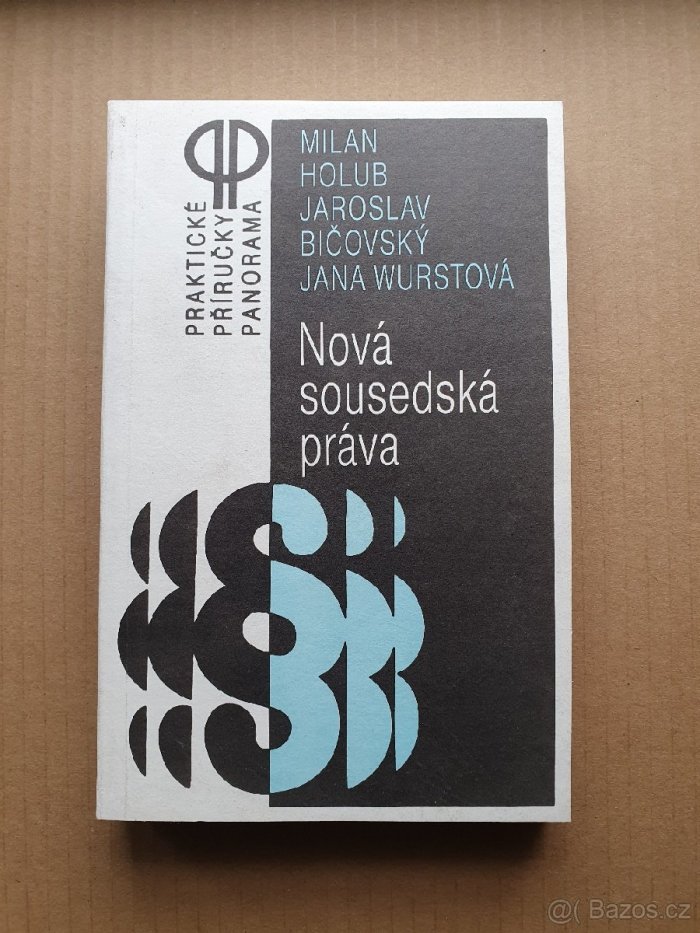 PRAKTICKÉ
PŘÍRUČKY
PANORAMA
MILAN
HOLUB
JAROSLAV
BIČOVSKÝ
JANA WURSTOVÁ
Nová
sousedská
práva
@( Bazos.cz